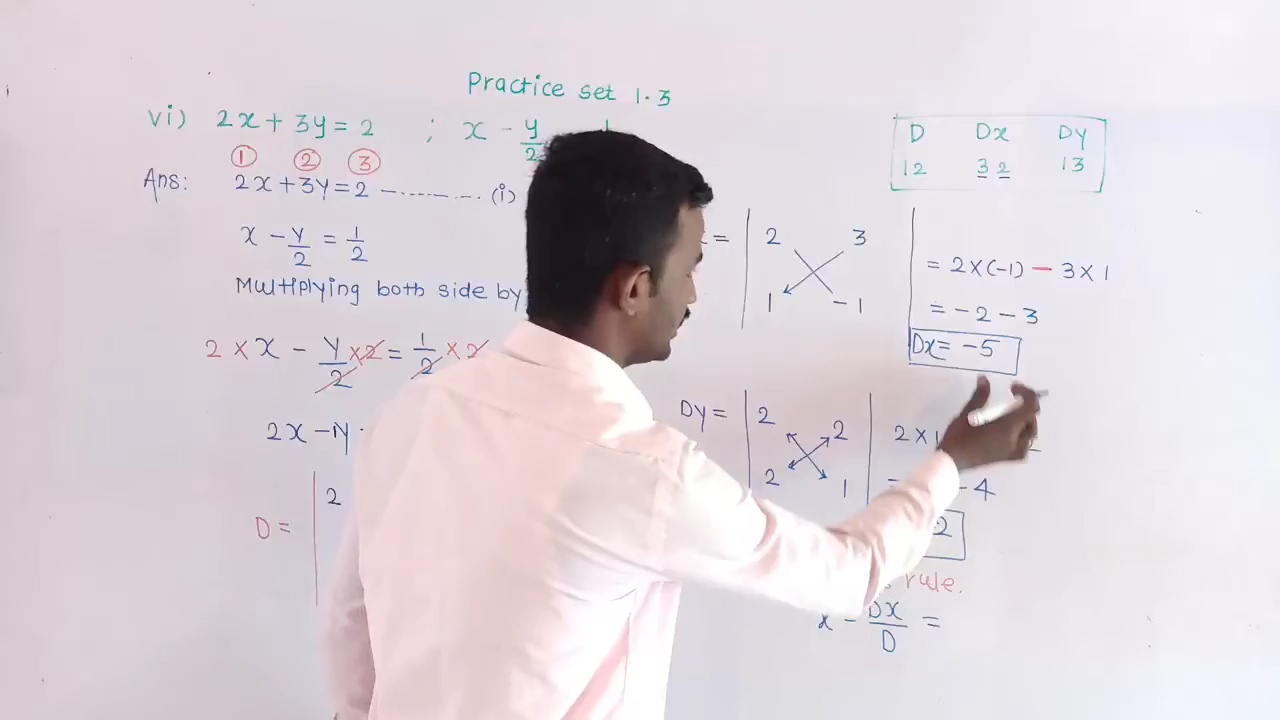 Practice set 1.3
vi) 2x + 3y = 2 ; x - y/2
① ② ③
Ans: 2x + 3y = 2 -------- (i)
x - y/2 = 1/2
Multiplying both side by
2 × x - y/2 × 2 = 1/2 × 2
2x - 1y
D = | 2
D Dx Dy
12 32 13
= | 2 3
1 -1 |
= 2 × (-1) - 3 × 1
= -2 - 3
Dx = -5
Dy = | 2 2
2 1 |
2 ×
- 4
2
rule.
x = Dx/D =